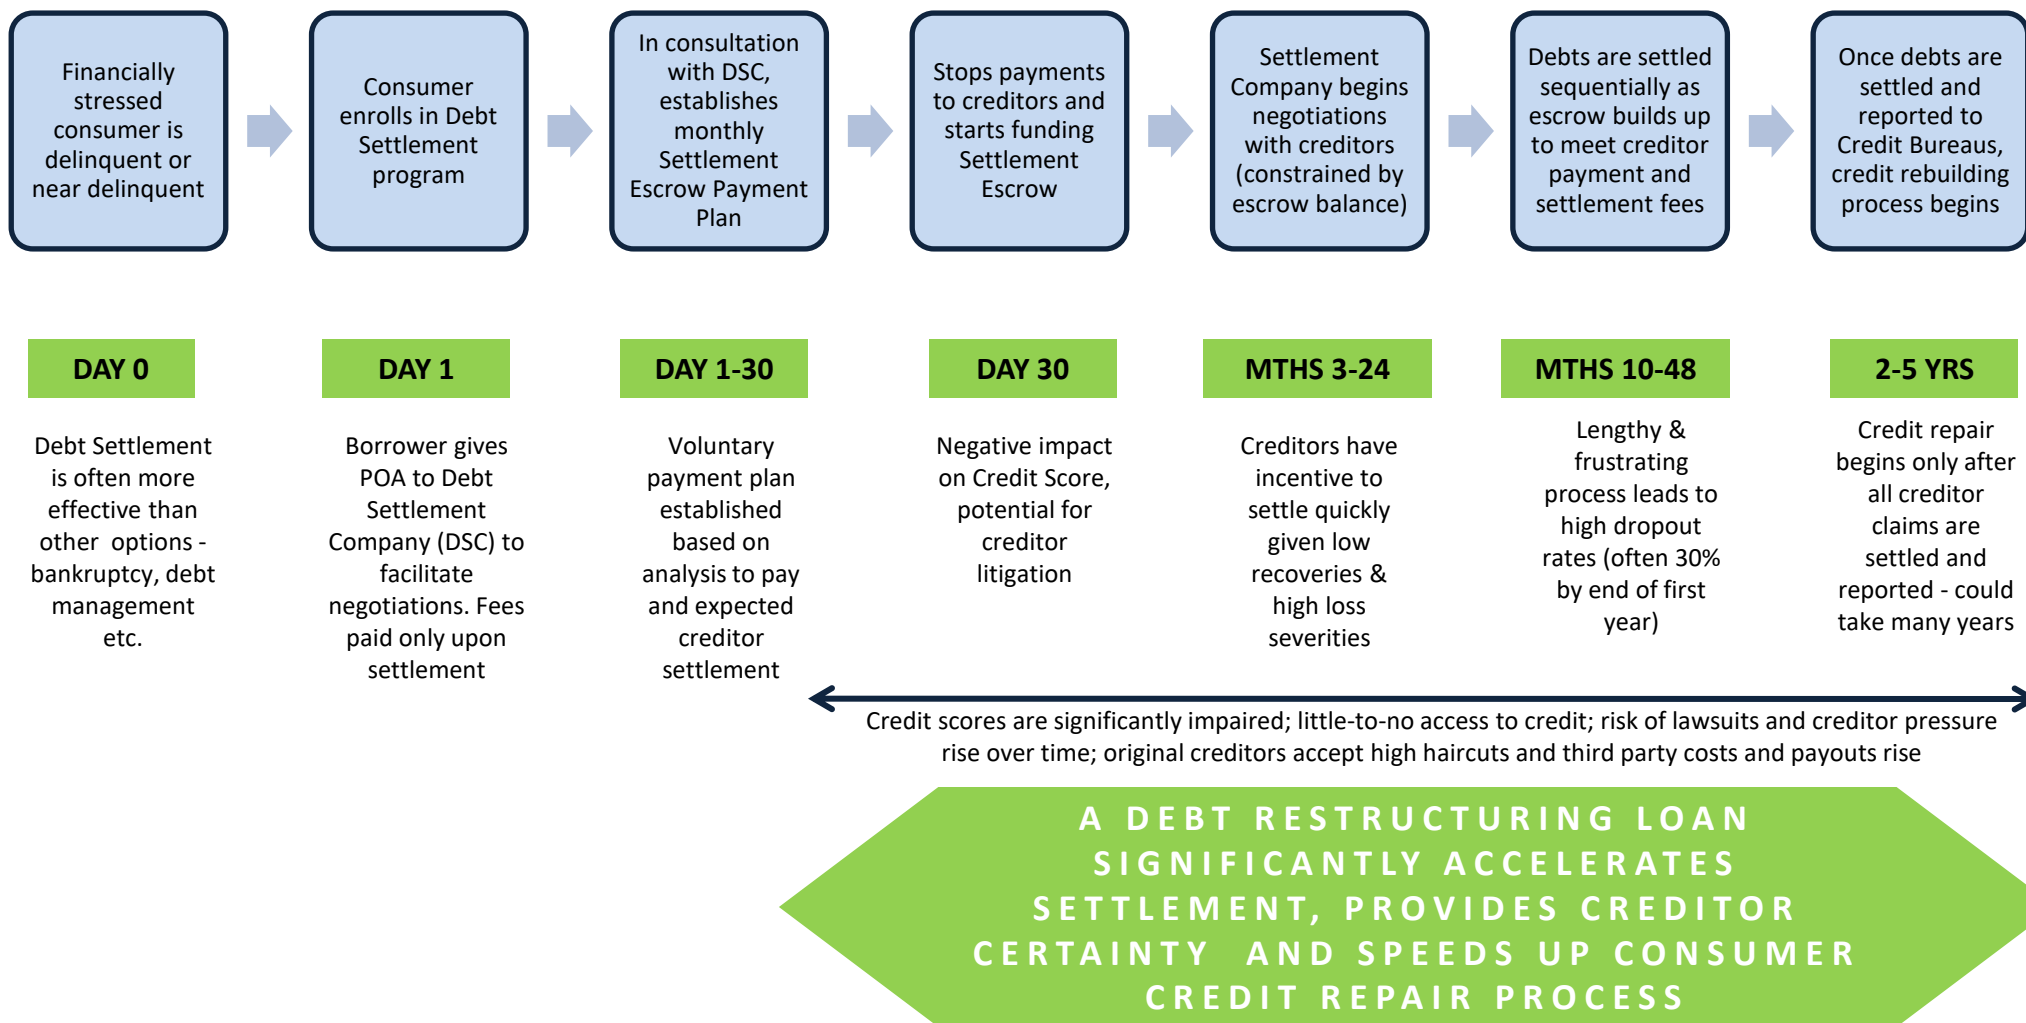 Financially
stressed
consumer is
delinquent or
near delinquent
Consumer
enrolls in Debt
Settlement
program
In consultation
with DSC,
establishes
monthly
Settlement
Escrow Payment
Plan
Stops payments
to creditors and
starts funding
Settlement
Escrow
Settlement
Company begins
negotiations
with creditors
(constrained by
escrow balance)
Debts are settled
sequentially as
escrow builds up
to meet creditor
payment and
settlement fees
Once debts are
settled and
reported to
Credit Bureaus,
credit rebuilding
process begins
DAY 0
DAY 1
DAY 1-30
DAY 30
MTHS 3-24
MTHS 10-48
2-5 YRS
Debt Settlement
is often more
effective than
other options -
bankruptcy, debt
management
etc.
Borrower gives
POA to Debt
Settlement
Company (DSC) to
facilitate
negotiations. Fees
paid only upon
settlement
Voluntary
payment plan
established
based on
analysis to pay
and expected
creditor
settlement
Negative impact
on Credit Score,
potential for
creditor
litigation
Creditors have
incentive to
settle quickly
given low
recoveries &
high loss
severities
Lengthy &
frustrating
process leads to
high dropout
rates (often 30%
by end of first
year)
Credit repair
begins only after
all creditor
claims are
settled and
reported - could
take many years
Credit scores are significantly impaired; little-to-no access to credit; risk of lawsuits and creditor pressure
rise over time; original creditors accept high haircuts and third party costs and payouts rise
A DEBT RESTRUCTURING LOAN
SIGNIFICANTLY ACCELERATES
SETTLEMENT, PROVIDES CREDITOR
CERTAINTY AND SPEEDS UP CONSUMER
CREDIT REPAIR PROCESS